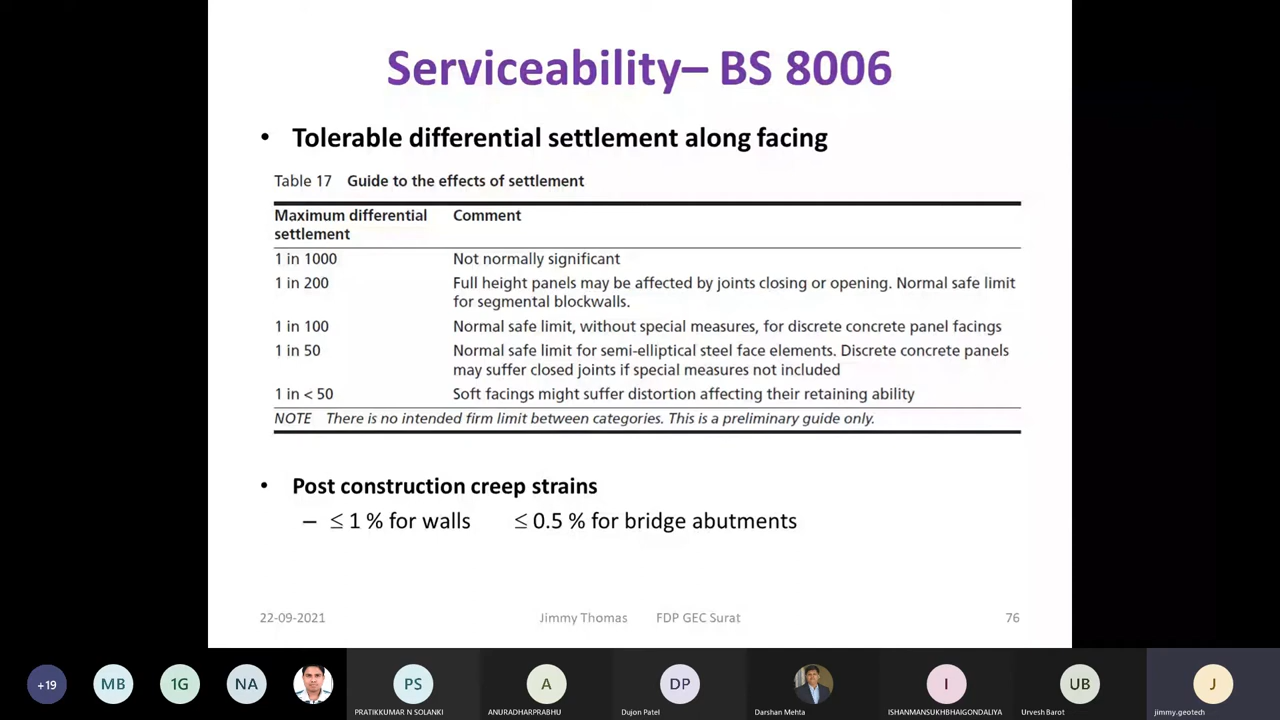 Serviceability– BS 8006
• Tolerable differential settlement along facing
Table 17 Guide to the effects of settlement
Maximum differential settlement Comment
1 in 1000 Not normally significant
1 in 200 Full height panels may be affected by joints closing or opening. Normal safe limit
for segmental blockwalls.
1 in 100 Normal safe limit, without special measures, for discrete concrete panel facings
1 in 50 Normal safe limit for semi-elliptical steel face elements. Discrete concrete panels
may suffer closed joints if special measures not included
1 in < 50 Soft facings might suffer distortion affecting their retaining ability
NOTE There is no intended firm limit between categories. This is a preliminary guide only.
• Post construction creep strains
– ≤ 1 % for walls ≤ 0.5 % for bridge abutments
22-09-2021 Jimmy Thomas FDP GEC Surat 76
+19 MB 1G NA PS A DP I UB J
PRATIKKUMAR N SOLANKI ANURADHARPRABHU Dujon Patel Darshan Mehta ISHANMANSUKHBHAIGONDALIYA Urvesh Barot jimmy.geotech